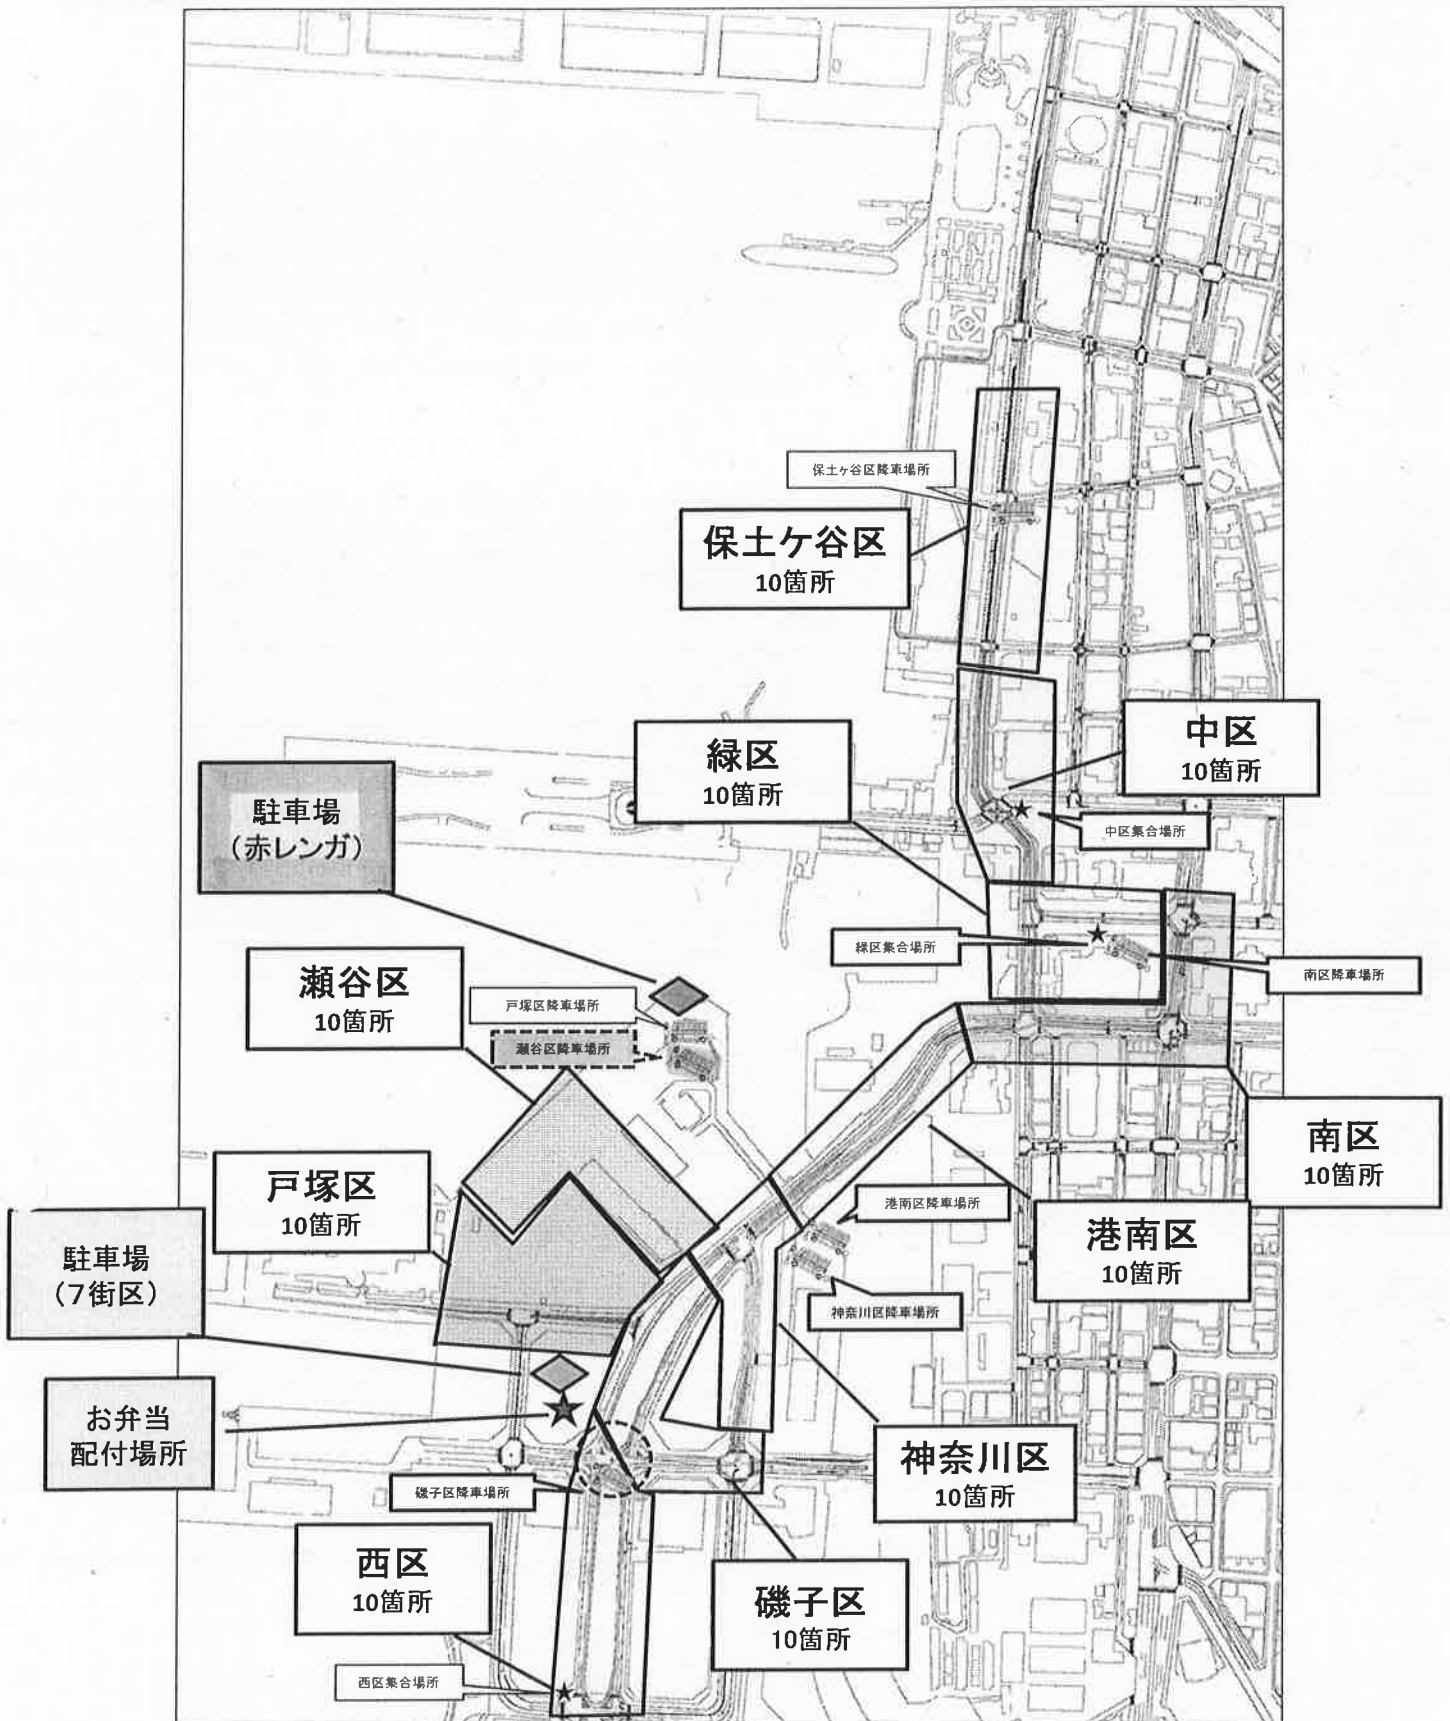 保土ヶ谷区降車場所
保土ケ谷区
10箇所
緑区
10箇所
中区
10箇所
駐車場
(赤レンガ)
中区集合場所
緑区集合場所
南区降車場所
瀬谷区
10箇所
戸塚区降車場所
瀬谷区降車場所
南区
10箇所
戸塚区
10箇所
港南区降車場所
港南区
10箇所
駐車場
(7街区)
神奈川区降車場所
お弁当
配付場所
神奈川区
10箇所
磯子区降車場所
西区
10箇所
磯子区
10箇所
西区集合場所